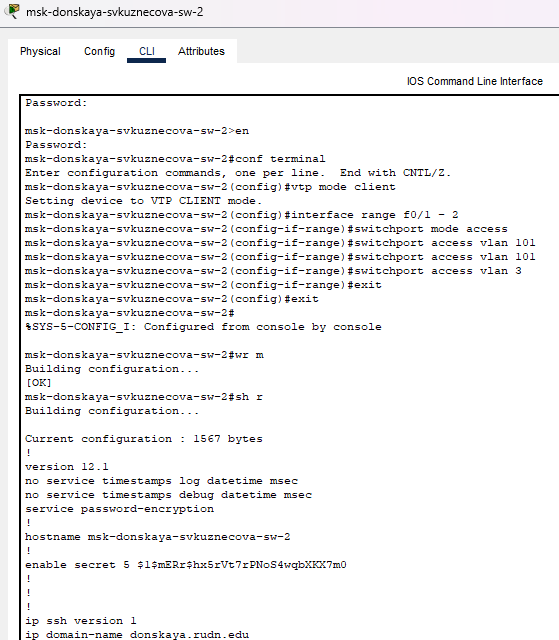 msk-donskaya-svkuznecova-sw-2
Physical Config CLI Attributes
IOS Command Line Interface
Password:
msk-donskaya-svkuznecova-sw-2>en
Password:
msk-donskaya-svkuznecova-sw-2#conf terminal
Enter configuration commands, one per line.  End with CNTL/Z.
msk-donskaya-svkuznecova-sw-2(config)#vtp mode client
Setting device to VTP CLIENT mode.
msk-donskaya-svkuznecova-sw-2(config)#interface range f0/1 - 2
msk-donskaya-svkuznecova-sw-2(config-if-range)#switchport mode access
msk-donskaya-svkuznecova-sw-2(config-if-range)#switchport access vlan 101
msk-donskaya-svkuznecova-sw-2(config-if-range)#switchport access vlan 101
msk-donskaya-svkuznecova-sw-2(config-if-range)#switchport access vlan 3
msk-donskaya-svkuznecova-sw-2(config-if-range)#exit
msk-donskaya-svkuznecova-sw-2(config)#exit
msk-donskaya-svkuznecova-sw-2#
%SYS-5-CONFIG_I: Configured from console by console
msk-donskaya-svkuznecova-sw-2#wr m
Building configuration...
[OK]
msk-donskaya-svkuznecova-sw-2#sh r
Building configuration...
Current configuration : 1567 bytes
!
version 12.1
no service timestamps log datetime msec
no service timestamps debug datetime msec
service password-encryption
!
hostname msk-donskaya-svkuznecova-sw-2
!
enable secret 5 $1$mERr$hx5rVt7rPNoS4wqbXKX7m0
!
!
!
ip ssh version 1
ip domain-name donskaya.rudn.edu